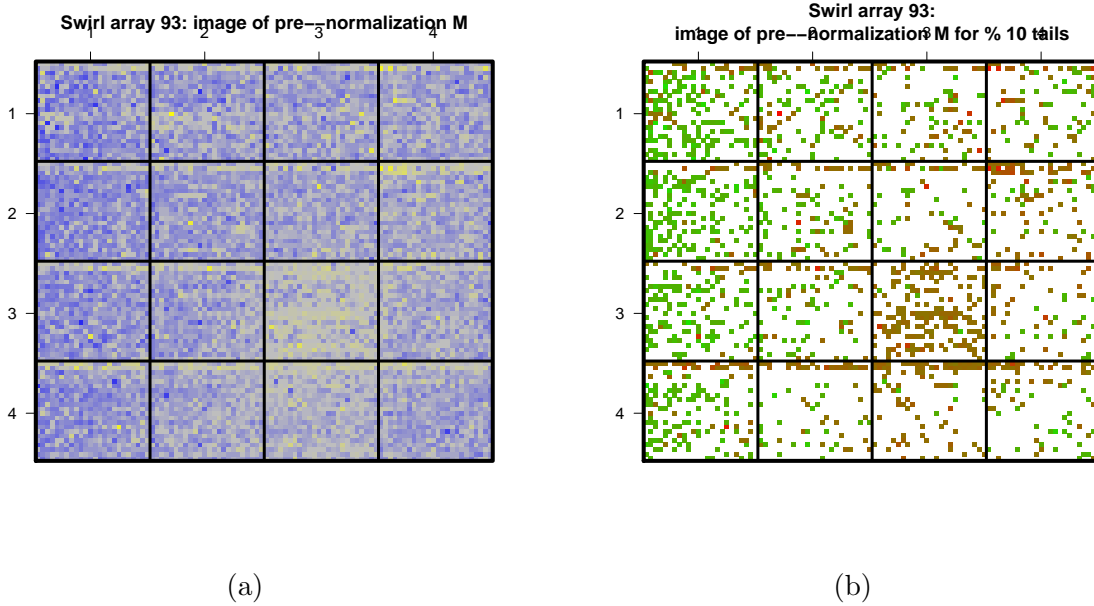 Swirl array 93: image of pre−−normalization M
1 2 3 4
1
2
3
4
(a)
Swirl array 93:
image of pre−−normalization M for % 10 tails
1 2 3 4
1
2
3
4
(b)